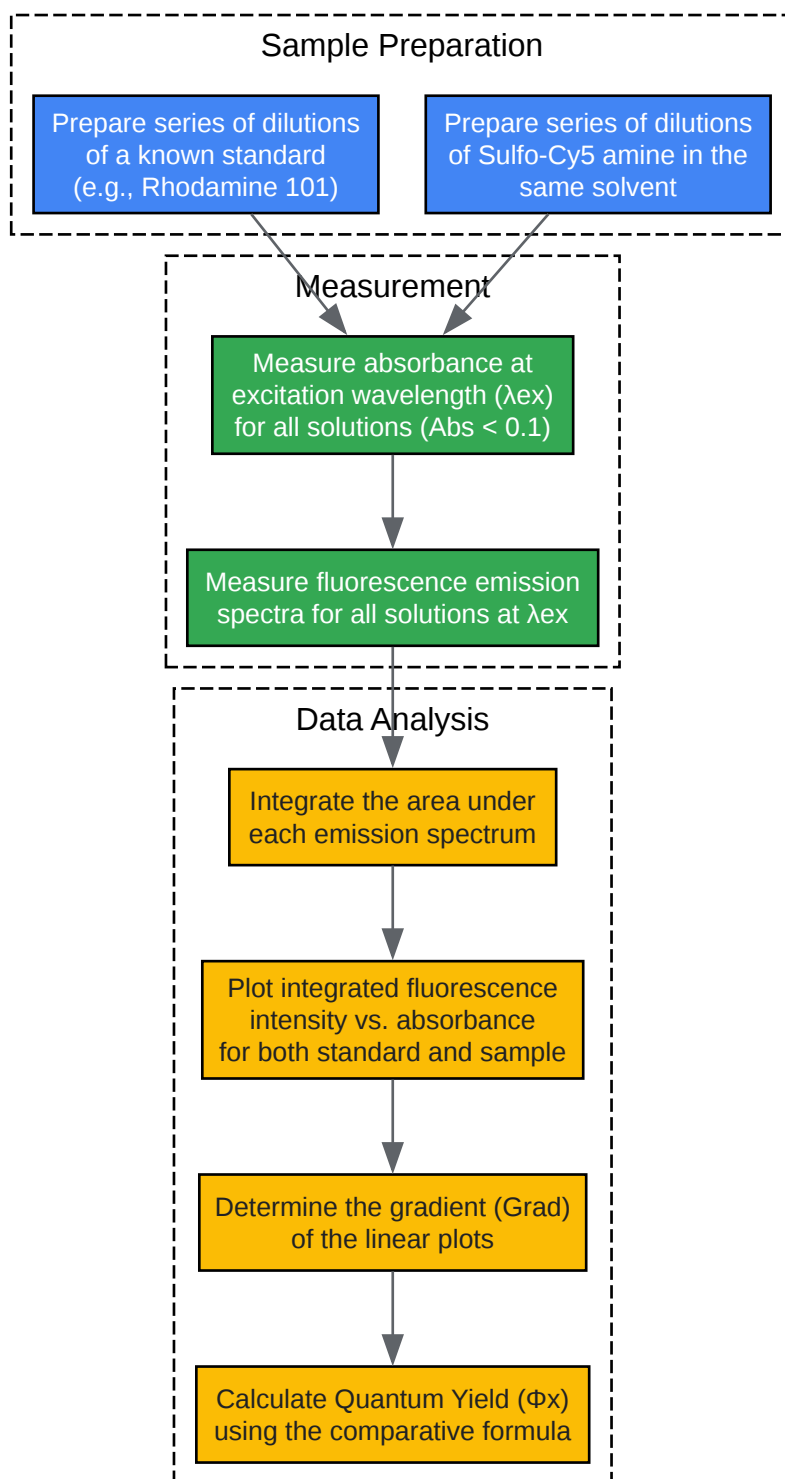 Sample Preparation
Prepare series of dilutions
of a known standard
(e.g., Rhodamine 101)
Prepare series of dilutions
of Sulfo-Cy5 amine in the
same solvent
Measurement
Measure absorbance at
excitation wavelength (λex)
for all solutions (Abs < 0.1)
Measure fluorescence emission
spectra for all solutions at λex
Data Analysis
Integrate the area under
each emission spectrum
Plot integrated fluorescence
intensity vs. absorbance
for both standard and sample
Determine the gradient (Grad)
of the linear plots
Calculate Quantum Yield (Φx)
using the comparative formula